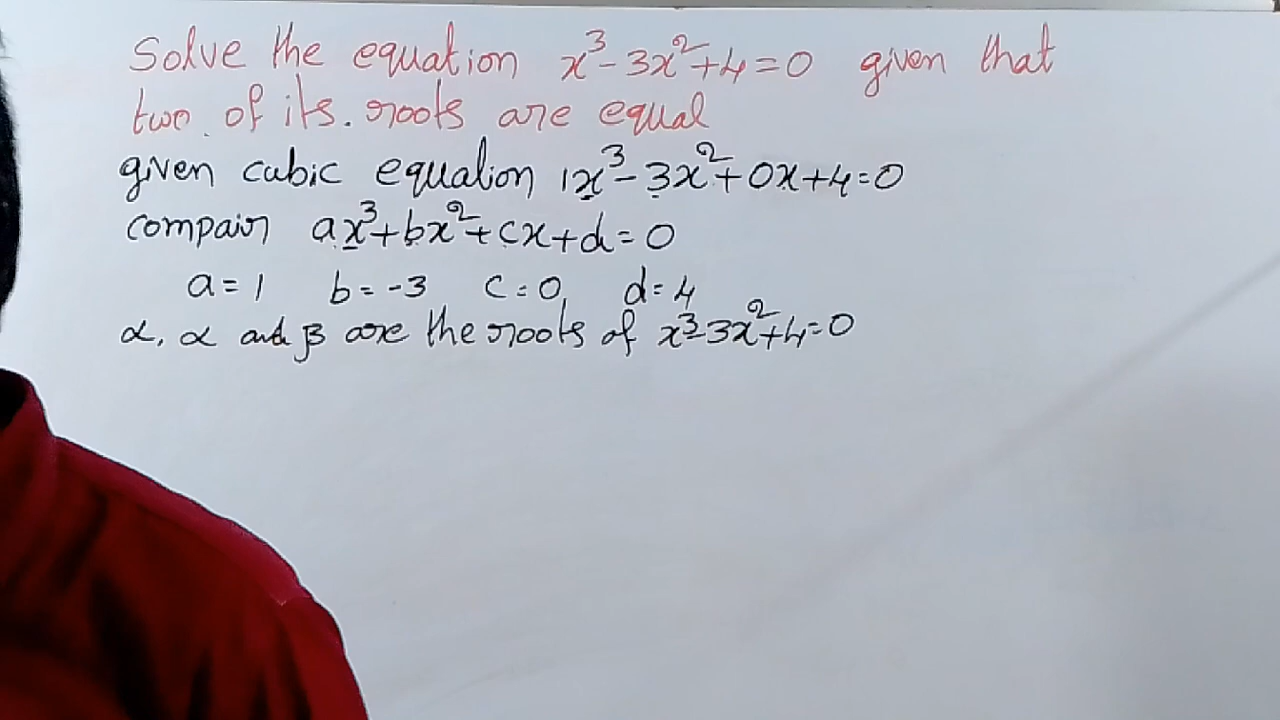 Solve the equation x³-3x²+4=0 given that
two of its. roots are equal
given cubic equation 1x³-3x²+0x+4=0
compair ax³+bx²+cx+d=0
a=1 b=-3 c=0, d=4
α, α and β are the roots of x³-3x²+4=0